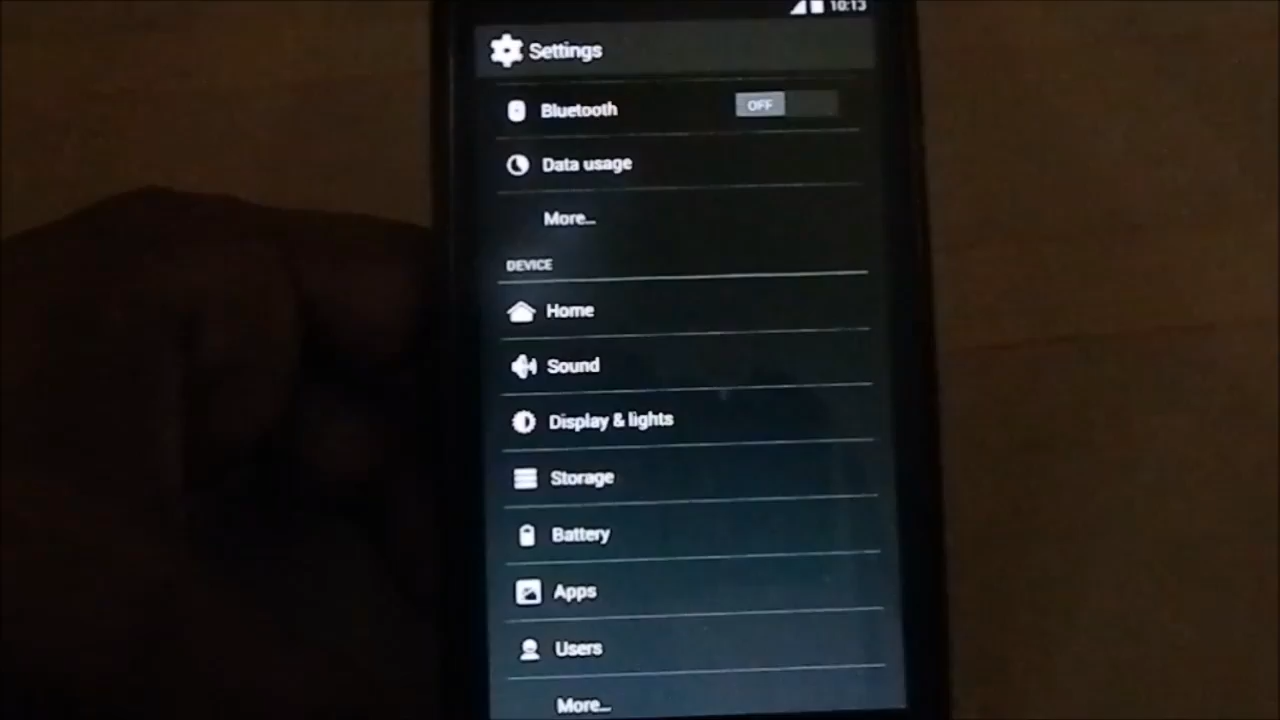 10:13
Settings
Bluetooth OFF
Data usage
More...
DEVICE
Home
Sound
Display & lights
Storage
Battery
Apps
Users
More...